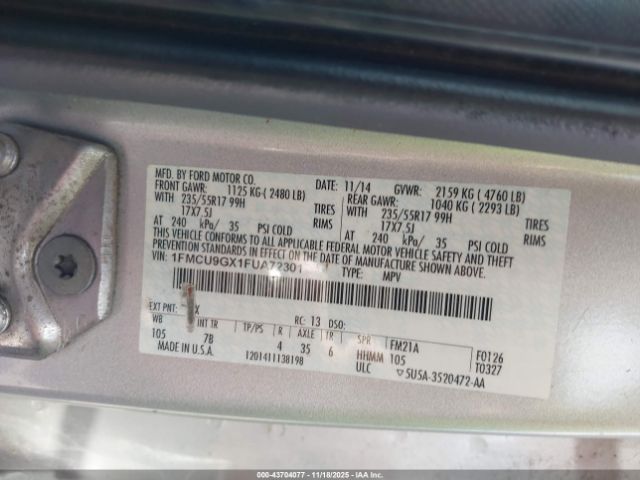 MFD. BY FORD MOTOR CO.
DATE: 11/14 GVWR: 2159 KG ( 4760 LB)
FRONT GAWR: 1125 KG ( 2480 LB) REAR GAWR: 1040 KG ( 2293 LB)
WITH 235/55R17 99H TIRES WITH 235/55R17 99H TIRES
17X7.5J RIMS 17X7.5J RIMS
AT 240 kPa/ 35 PSI COLD AT 240 kPa/ 35 PSI COLD
THIS VEHICLE CONFORMS TO ALL APPLICABLE FEDERAL MOTOR VEHICLE SAFETY AND THEFT
PREVENTION STANDARDS IN EFFECT ON THE DATE OF MANUFACTURE SHOWN ABOVE.
VIN: 1FMCU9GX1FUA72301 TYPE: MPV
EXT PNT: X RC: 13 DSO:
WB INT TR TP/PS R AXLE TR SPR
105 7B 4 35 6 HHMM
FM21A F0126
105 T0327
MADE IN U.S.A. 1201411138198 ULC 5U5A-3520472-AA
000-43704077 - 11/18/2025 - © IAA, Inc.